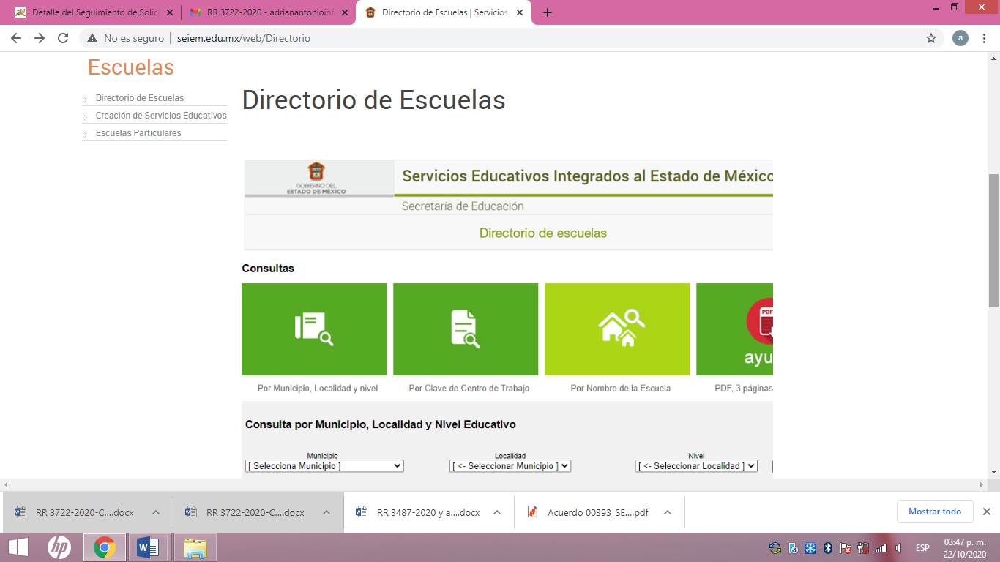 Detalle del Seguimiento de Solici
RR 3722-2020 - adrianantonioinf
Directorio de Escuelas | Servicios
No es seguro | seiem.edu.mx/web/Directorio
a
Escuelas
Directorio de Escuelas
Creación de Servicios Educativos
Escuelas Particulares
Directorio de Escuelas
GOBIERNO DEL
ESTADO DE MÉXICO
Servicios Educativos Integrados al Estado de México
Secretaría de Educación
Directorio de escuelas
Consultas
PDF
ayu
Por Municipio, Localidad y nivel
Por Clave de Centro de Trabajo
Por Nombre de la Escuela
PDF, 3 páginas
Consulta por Municipio, Localidad y Nivel Educativo
Municipio
Localidad
Nivel
[ Selecciona Municipio ]
[ <- Seleccionar Municipio ]
[ <- Seleccionar Localidad ]
RR 3722-2020-C....docx
RR 3722-2020-C....docx
RR 3487-2020 y a....docx
Acuerdo 00393_SE....pdf
Mostrar todo
hp
ESP
03:47 p. m.
22/10/2020